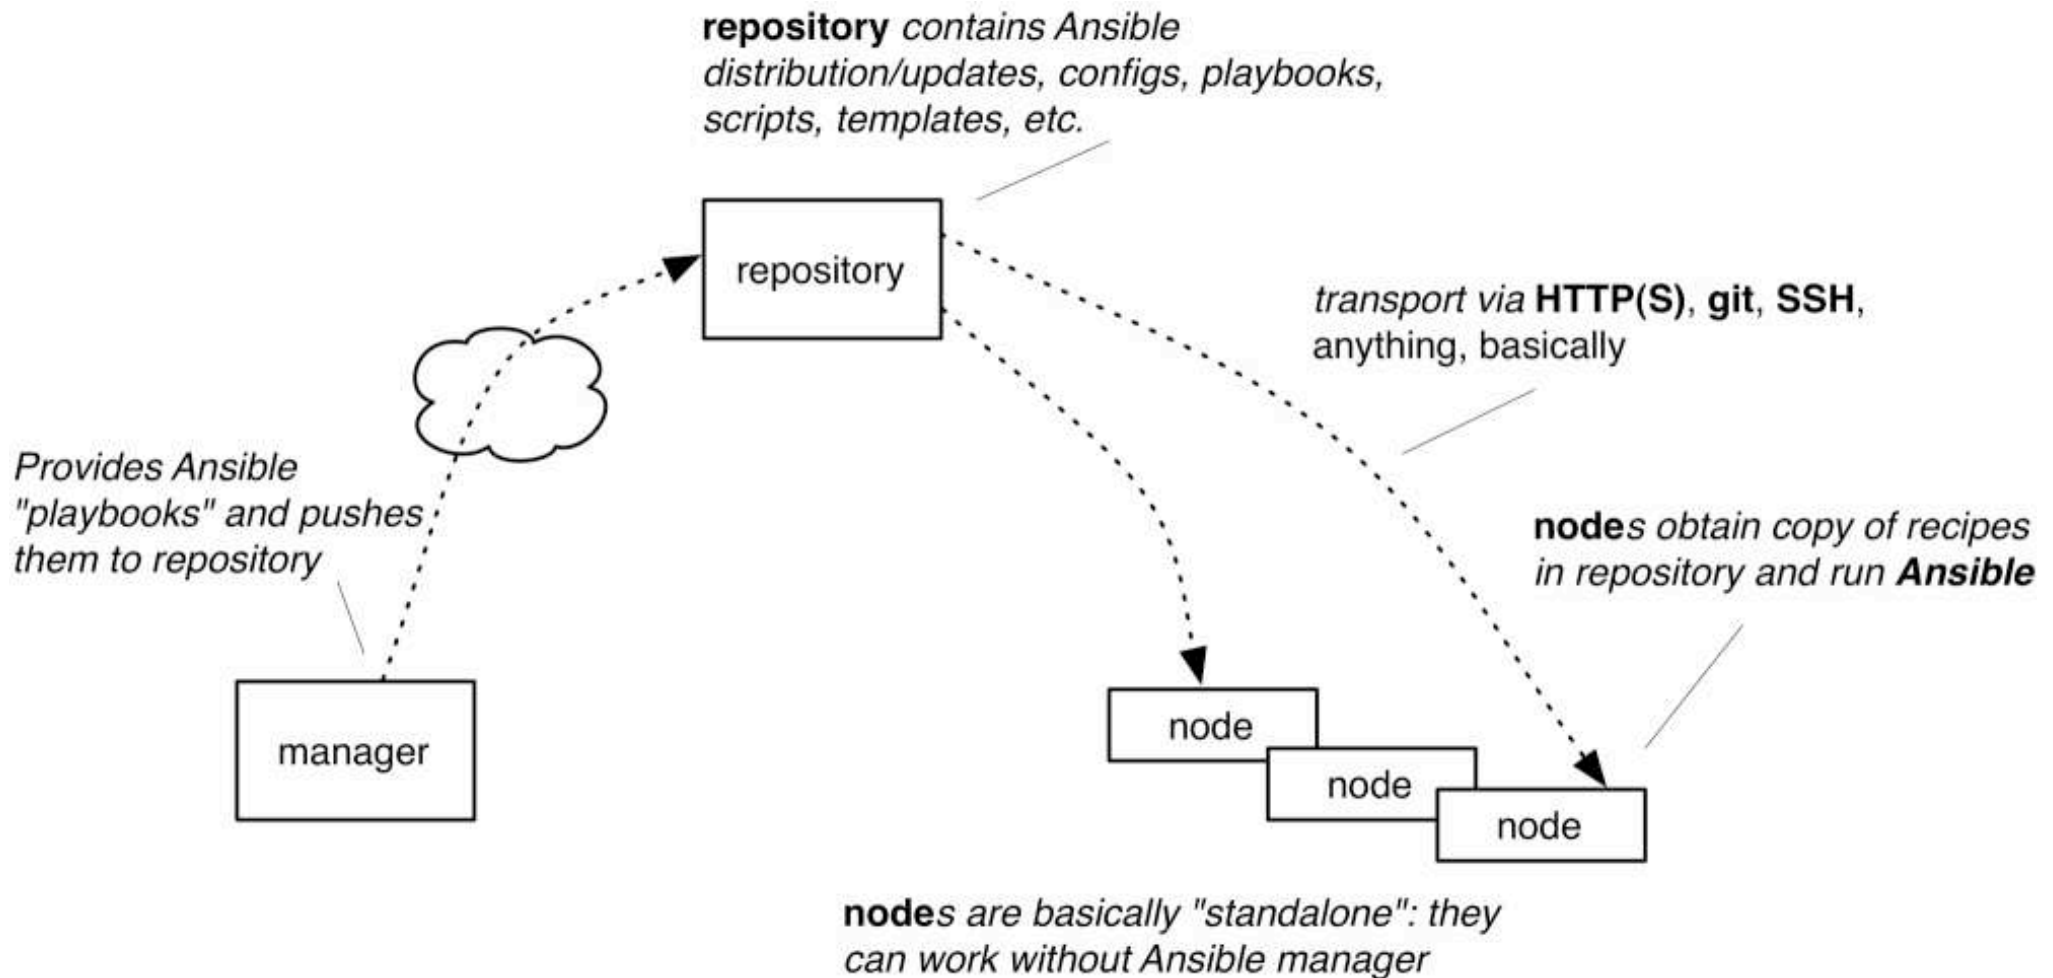 repository contains Ansible
distribution/updates, configs, playbooks,
scripts, templates, etc.
repository
transport via HTTP(S), git, SSH,
anything, basically
Provides Ansible
"playbooks" and pushes
them to repository
nodes obtain copy of recipes
in repository and run Ansible
manager
node
node
node
nodes are basically "standalone": they
can work without Ansible manager